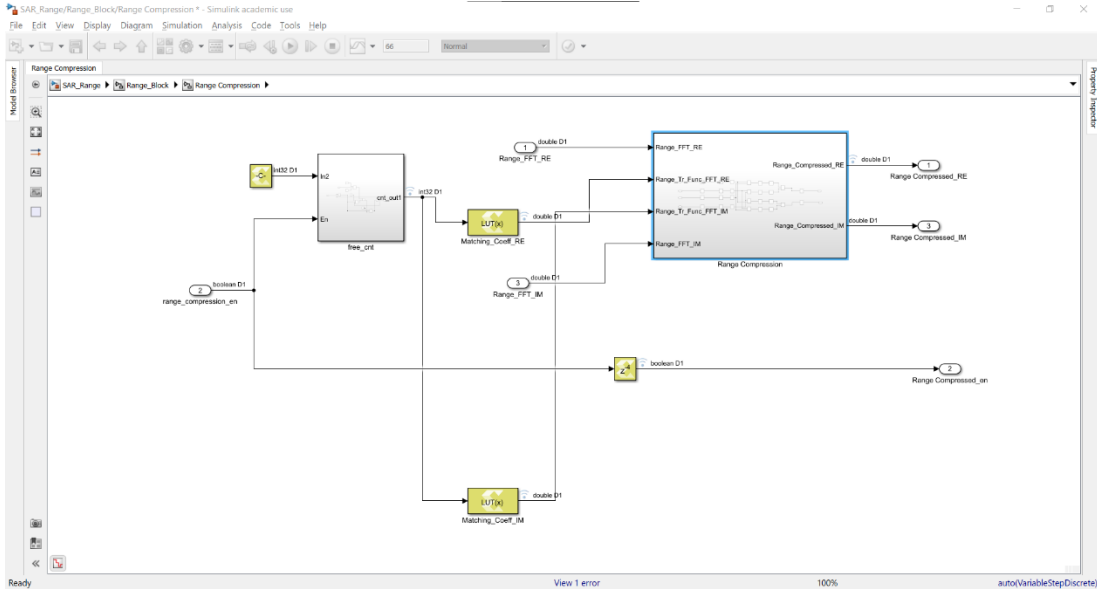 SAR_Range/Range_Block/Range Compression * - Simulink academic use
File Edit View Display Diagram Simulation Analysis Code Tools Help
66
Normal
Model Browser
Range Compression
Property Inspector
SAR_Range Range_Block Range Compression
1
double D1
Range_FFT_RE
-C-
int32 D1
In2
cnt_out1
En
free_cnt
int32 D1
LUT(x)
double D1
Matching_Coeff_RE
3
double D1
Range_FFT_IM
Range_FFT_RE
Range_Tr_Func_FFT_RE
Range_Tr_Func_FFT_IM
Range_FFT_IM
Range_Compressed_RE
Range_Compressed_IM
Range Compression
double D1
1
Range Compressed_RE
double D1
3
Range Compressed_IM
2
boolean D1
range_compression_en
boolean D1
2
Range Compressed_en
LUT(x)
double D1
Matching_Coeff_IM
Ready
View 1 error
100%
auto(VariableStepDiscrete)